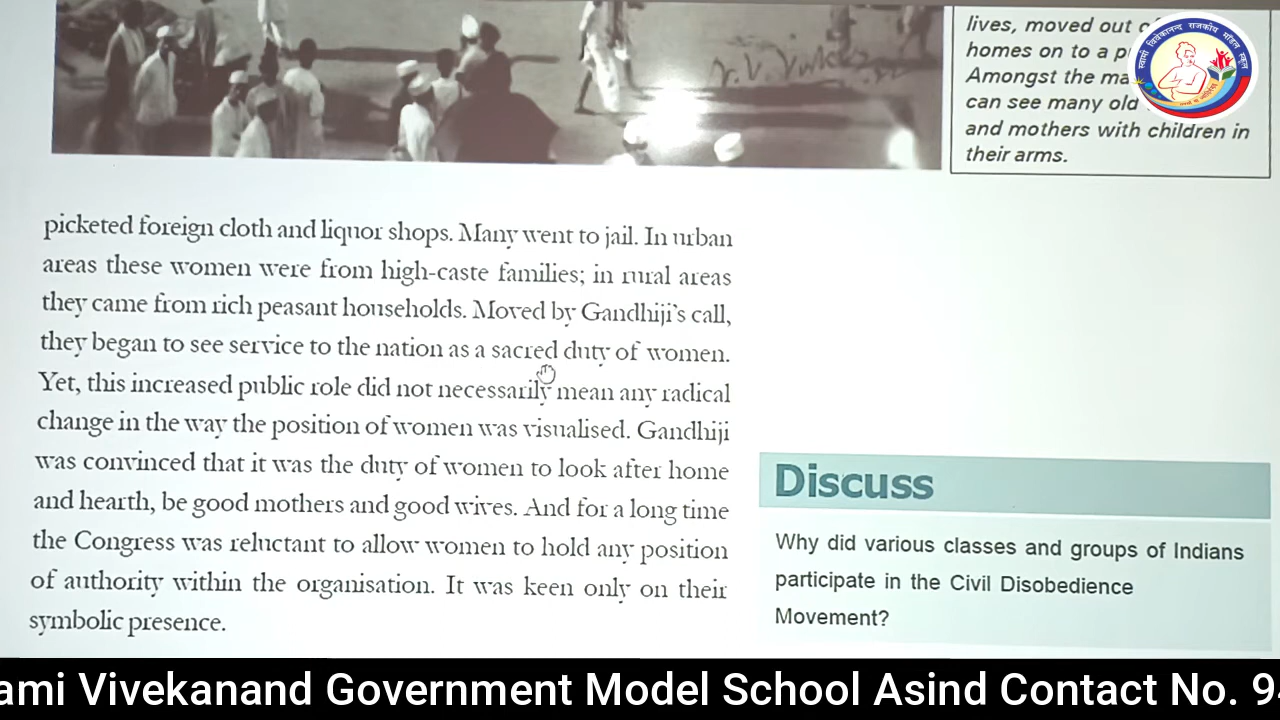 lives, moved out
homes on to a
Amongst the
can see many old
and mothers with children in
their arms.
स्वामी विवेकानन्द राजकीय मॉडल स्कूल
picketed foreign cloth and liquor shops. Many went to jail. In urban
areas these women were from high-caste families; in rural areas
they came from rich peasant households. Moved by Gandhiji's call,
they began to see service to the nation as a sacred duty of women.
Yet, this increased public role did not necessarily mean any radical
change in the way the position of women was visualised. Gandhiji
was convinced that it was the duty of women to look after home
and hearth, be good mothers and good wives. And for a long time
the Congress was reluctant to allow women to hold any position
of authority within the organisation. It was keen only on their
symbolic presence.
Discuss
Why did various classes and groups of Indians
participate in the Civil Disobedience
Movement?
ami Vivekanand Government Model School Asind Contact No. 9